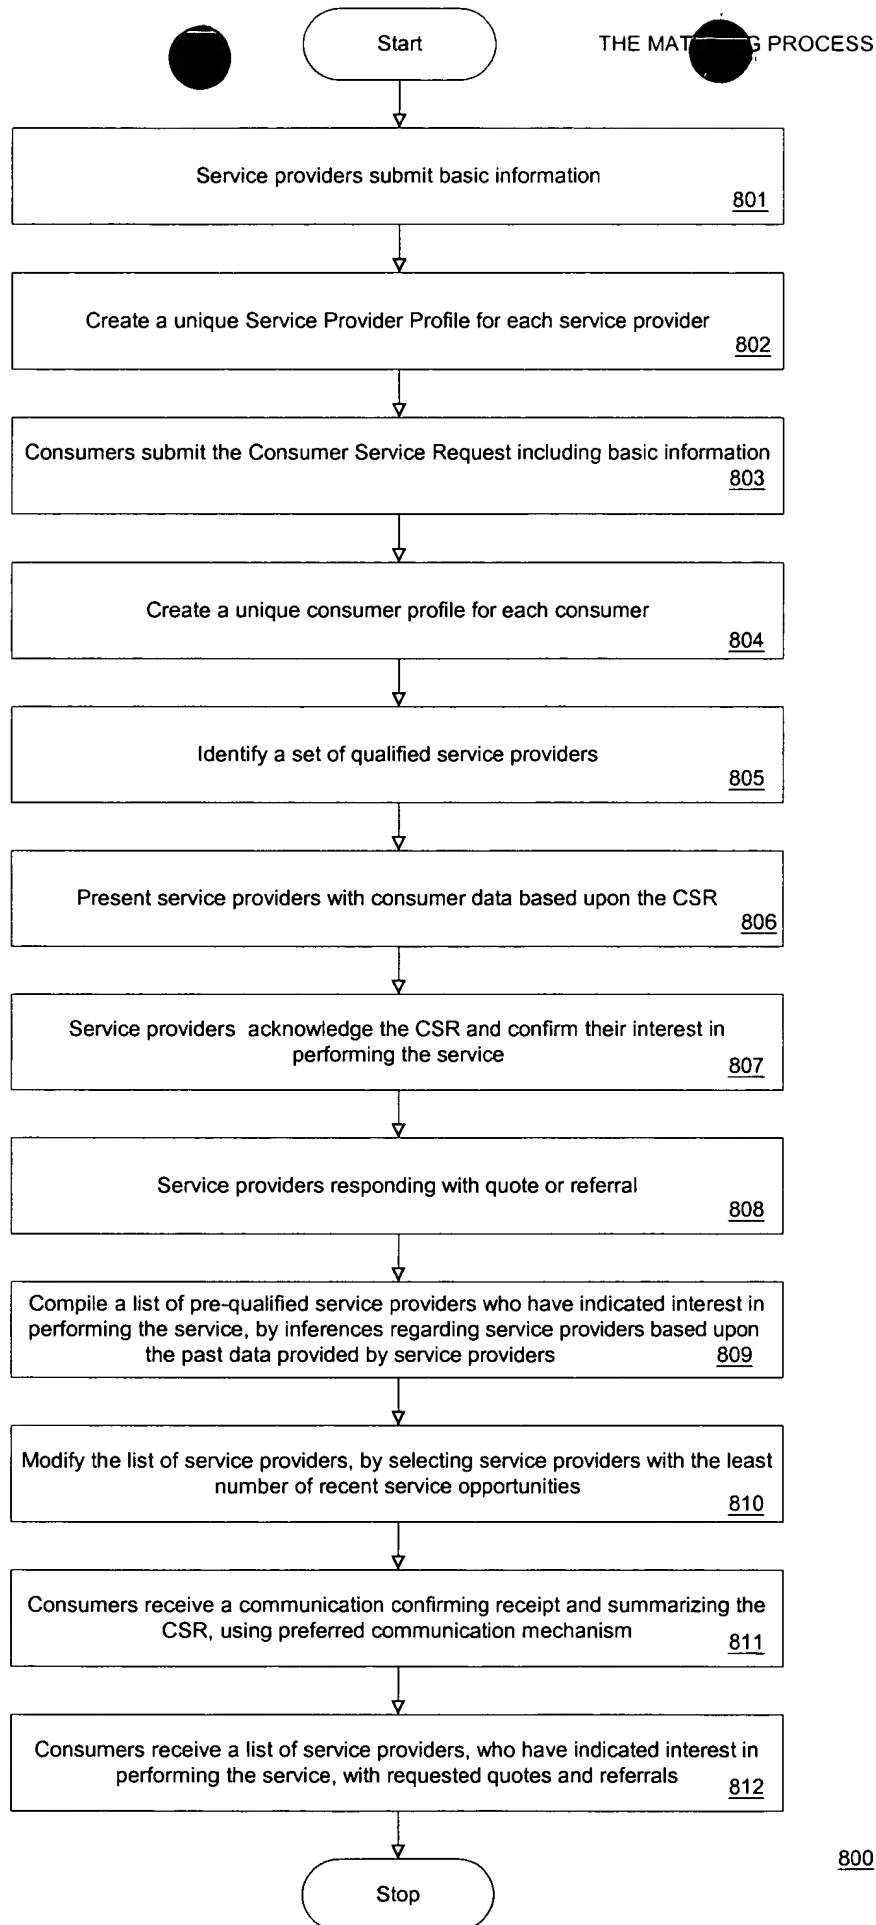 Start
THE PROCESS
Service providers submit basic information
801
Create a unique Service Provider Profile for each service provider
802
Consumers submit the Consumer Service Request including basic information
803
Create a unique consumer profile for each consumer
804
Identify a set of qualified service providers
805
Present service providers with consumer data based upon the CSR
806
Service providers acknowledge the CSR and confirm their interest in
performing the service
807
Service providers responding with quote or referral
808
Compile a list of pre-qualified service providers who have indicated interest in
performing the service, by inferences regarding service providers based upon
the past data provided by service providers
809
Modify the list of service providers, by selecting service providers with the least
number of recent service opportunities
810
Consumers receive a communication confirming receipt and summarizing the
CSR, using preferred communication mechanism
811
Consumers receive a list of service providers, who have indicated interest in
performing the service, with requested quotes and referrals
812
Stop
800